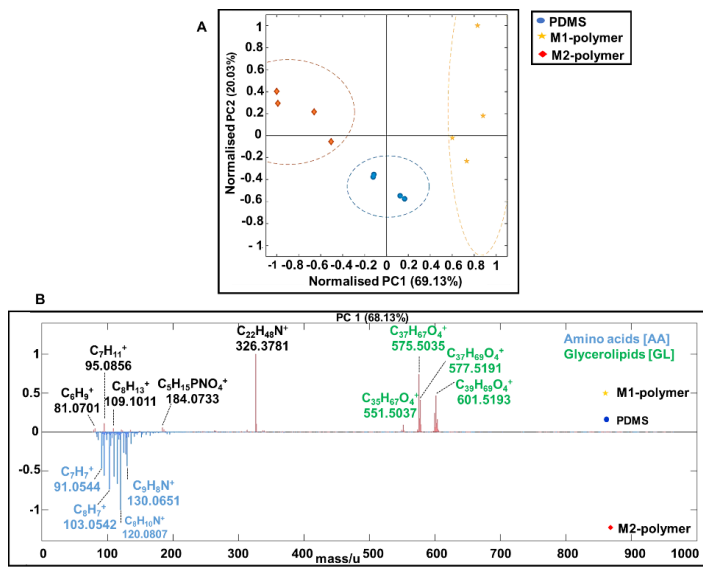 A
PDMS
M1-polymer
M2-polymer
Normalised PC2 (20.03%)
1
0.8
0.6
0.4
0.2
0
-0.2
-0.4
-0.6
-0.8
-1
-1 -0.8 -0.6 -0.4 -0.2 0 0.2 0.4 0.6 0.8 1
Normalised PC1 (69.13%)
B
PC 1 (68.13%)
Amino acids [AA]
Glycerolipids [GL]
M1-polymer
PDMS
M2-polymer
C₆H₉⁺
81.0701
C₇H₁₁⁺
95.0856
C₈H₁₃⁺
109.1011
C₅H₁₅PNO₄⁺
184.0733
C₂₂H₄₈N⁺
326.3781
C₃₅H₆₇O₄⁺
551.5037
C₃₇H₆₇O₄⁺
575.5035
C₃₇H₆₉O₄⁺
577.5191
C₃₉H₆₉O₄⁺
601.5193
C₇H₇⁺
91.0544
C₈H₇⁺
103.0542
C₈H₁₀N⁺
120.0807
C₉H₈N⁺
130.0651
1
0.5
0
-0.5
-1
0 100 200 300 400 500 600 700 800 900 1000
mass/u